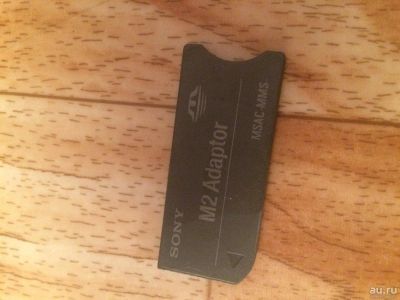 SONY
M2 Adaptor
MSAC-MMS
au.ru